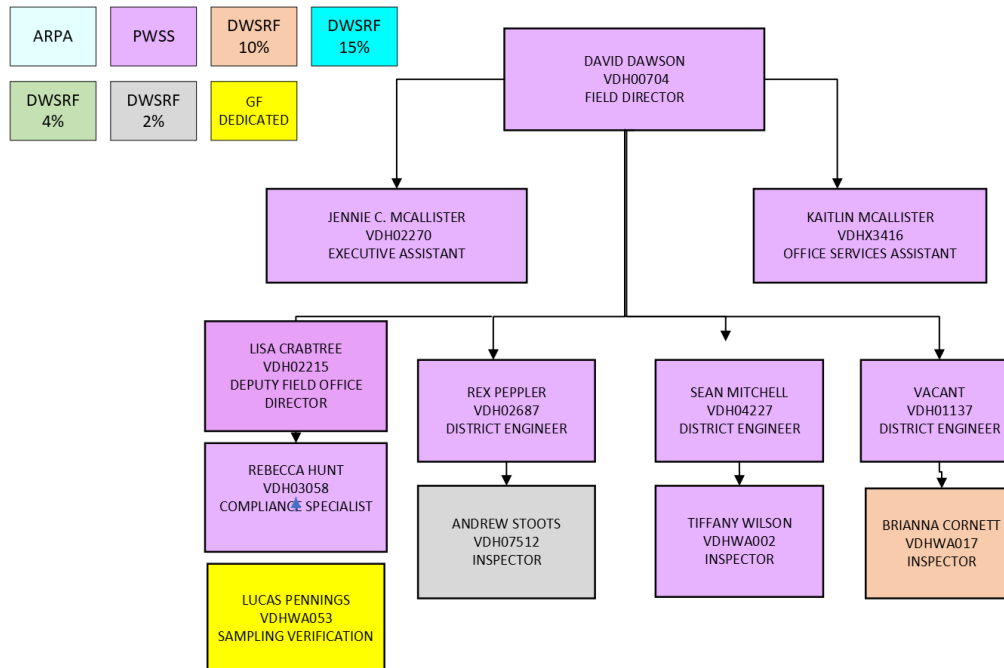 ARPA
PWSS
DWSRF
10%
DWSRF
15%
DWSRF
4%
DWSRF
2%
GF
DEDICATED
DAVID DAWSON
VDH00704
FIELD DIRECTOR
JENNIE C. MCALLISTER
VDH02270
EXECUTIVE ASSISTANT
KAITLIN MCALLISTER
VDHX3416
OFFICE SERVICES ASSISTANT
LISA CRABTREE
VDH02215
DEPUTY FIELD OFFICE
DIRECTOR
REX PEPPLER
VDH02687
DISTRICT ENGINEER
SEAN MITCHELL
VDH04227
DISTRICT ENGINEER
VACANT
VDH01137
DISTRICT ENGINEER
REBECCA HUNT
VDH03058
COMPLIANCE SPECIALIST
ANDREW STOOTS
VDH07512
INSPECTOR
TIFFANY WILSON
VDHWA002
INSPECTOR
BRIANNA CORNETT
VDHWA017
INSPECTOR
LUCAS PENNINGS
VDHWA053
SAMPLING VERIFICATION